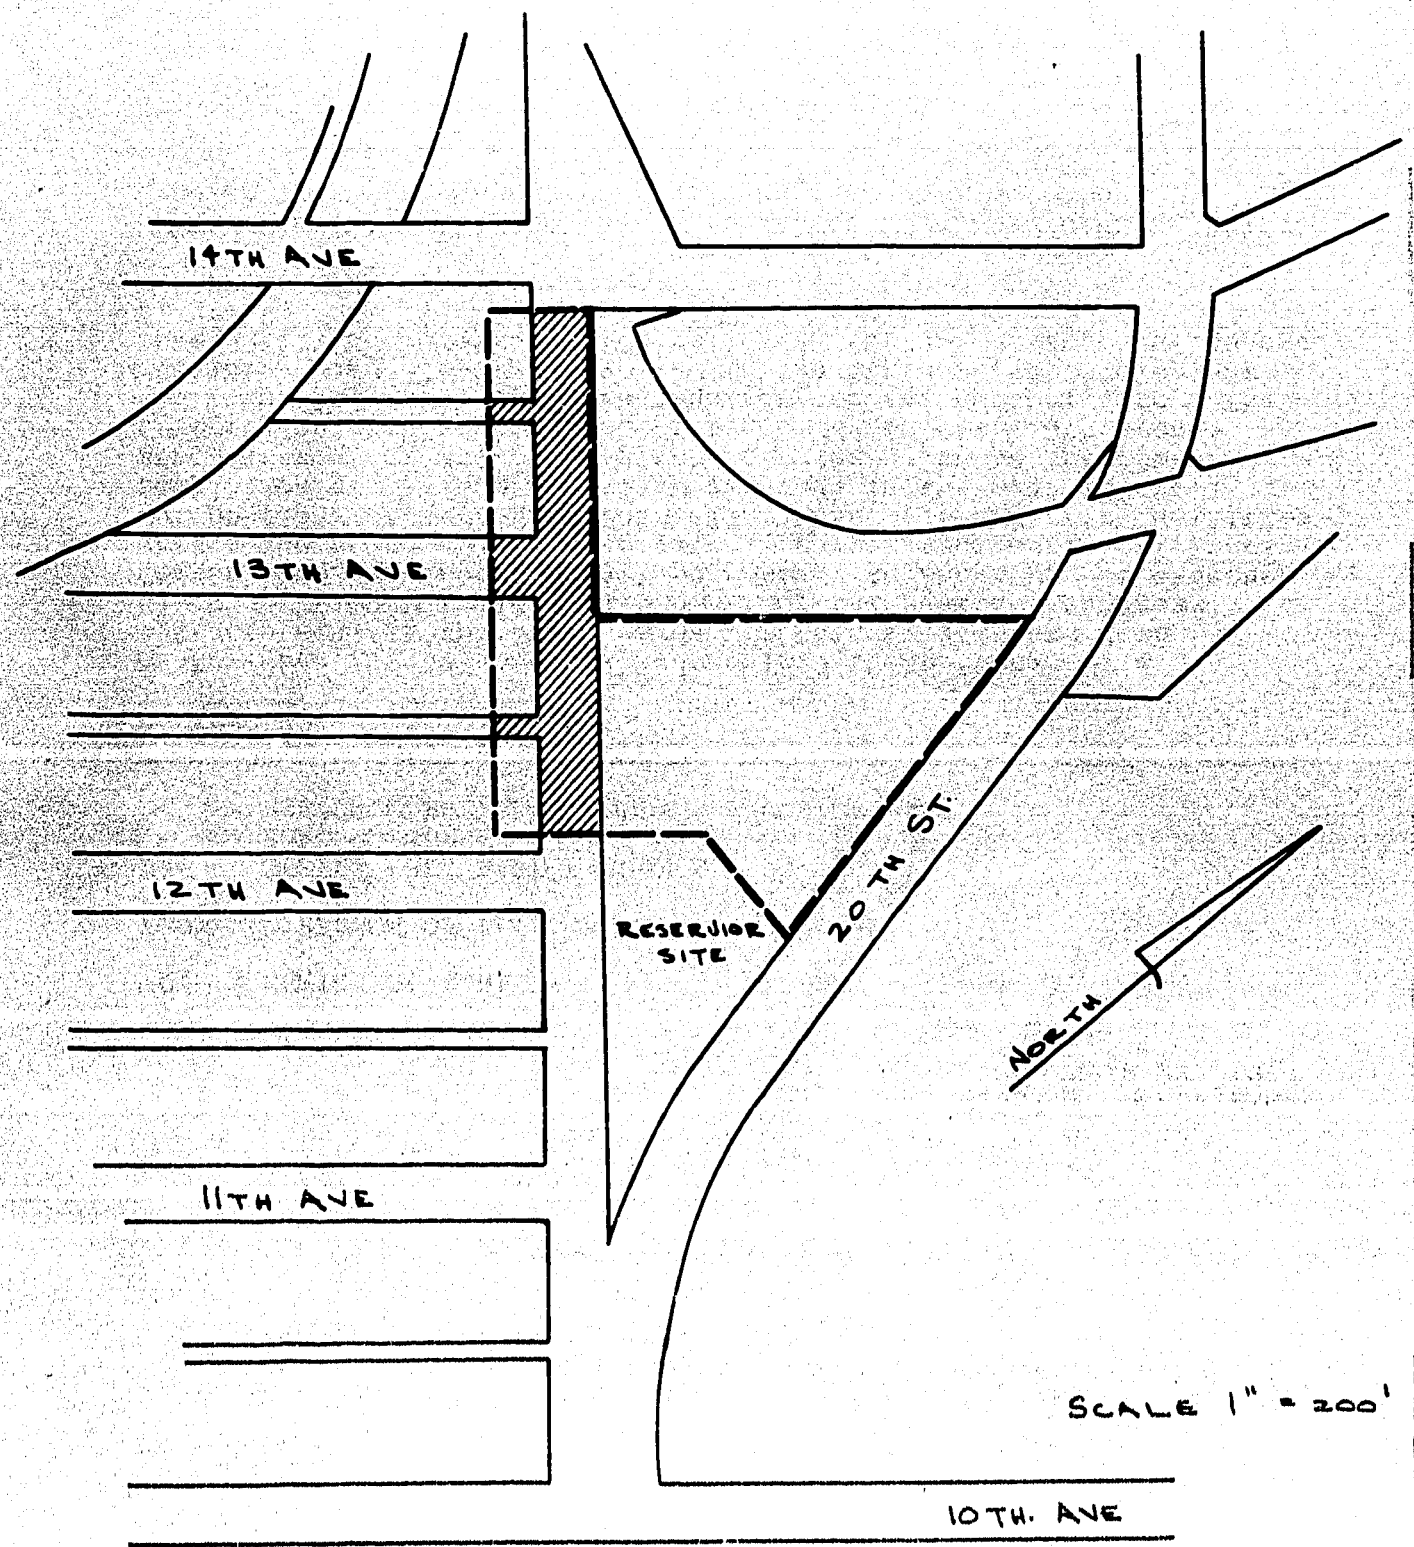 14TH AVE
13TH AVE
20TH ST.
12TH AVE
RESERVIOR
SITE
NORTH
11TH AVE
SCALE 1" = 200'
10TH. AVE